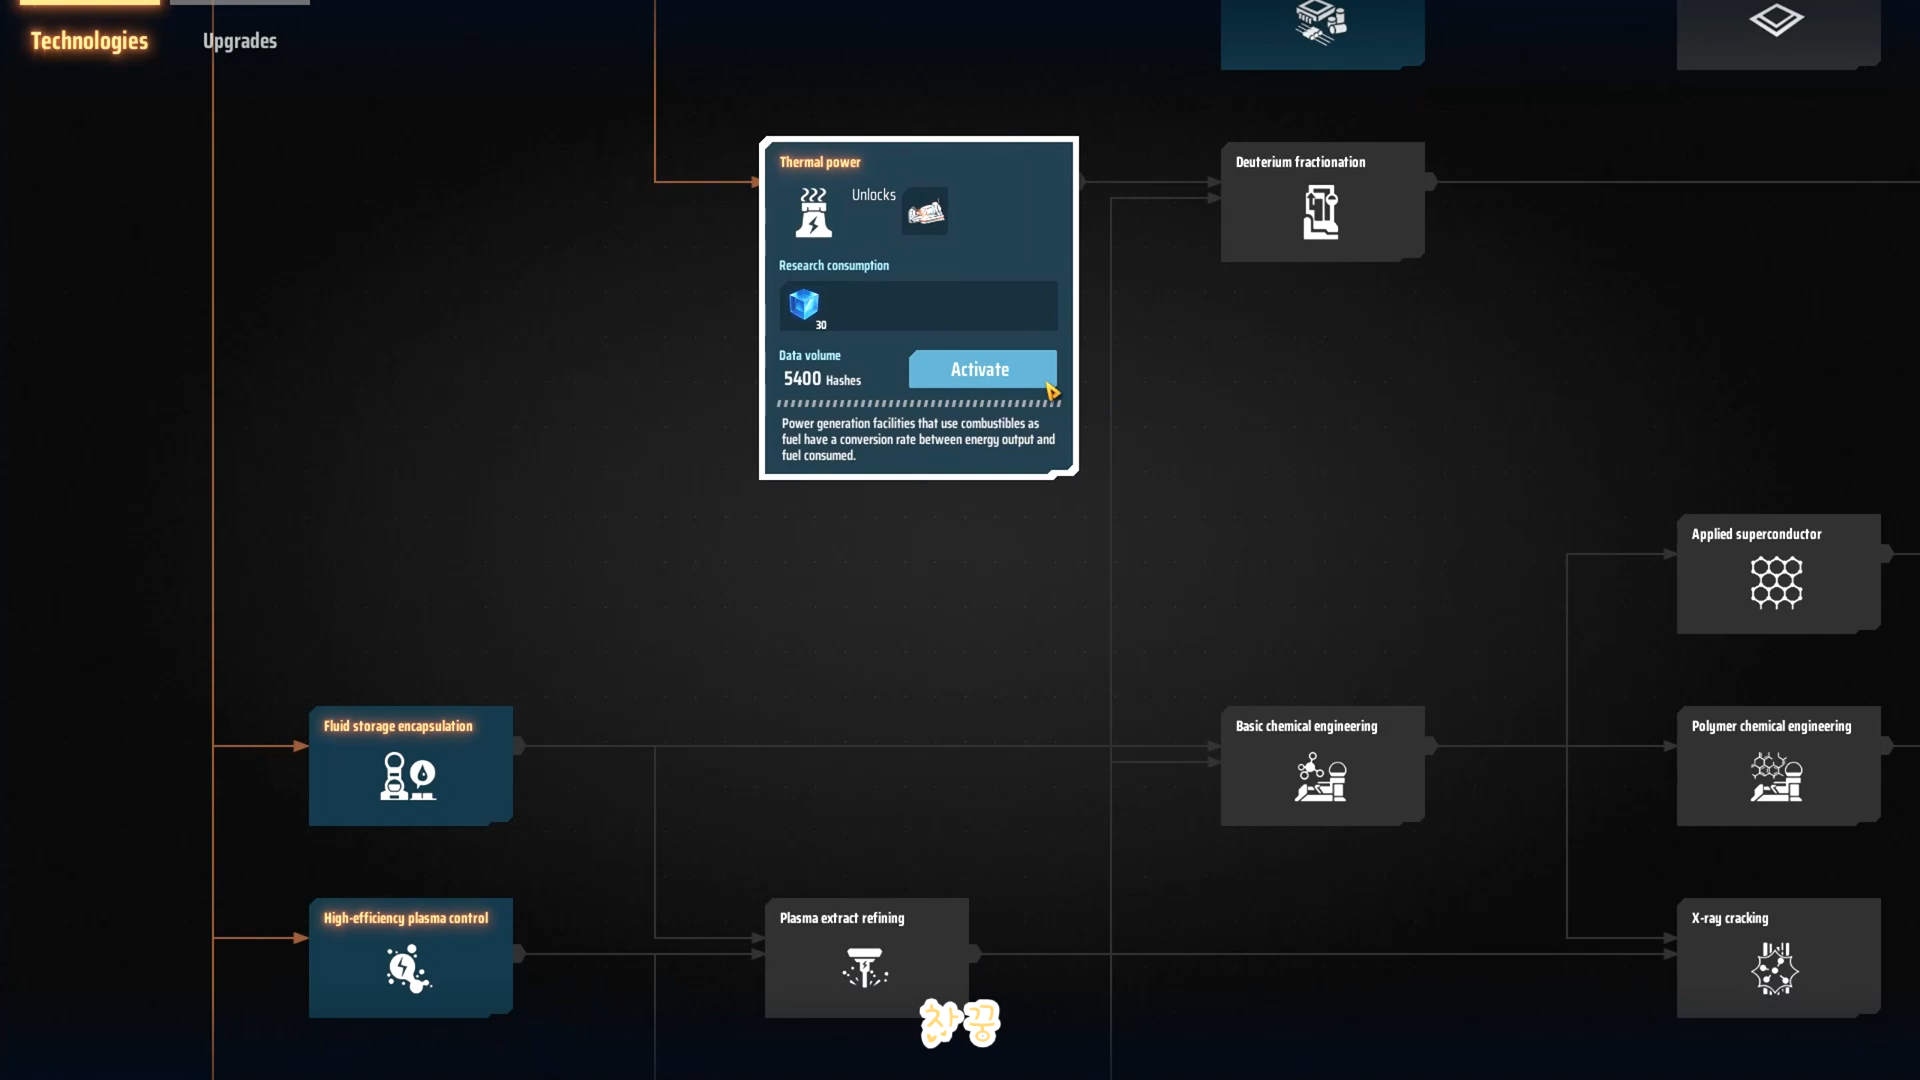 Technologies
Upgrades
Thermal power
Unlocks
Research consumption
30
Data volume
5400 Hashes
Activate
Power generation facilities that use combustibles as
fuel have a conversion rate between energy output and
fuel consumed.
Deuterium fractionation
Applied superconductor
Fluid storage encapsulation
Basic chemical engineering
Polymer chemical engineering
High-efficiency plasma control
Plasma extract refining
X-ray cracking
찬꿍